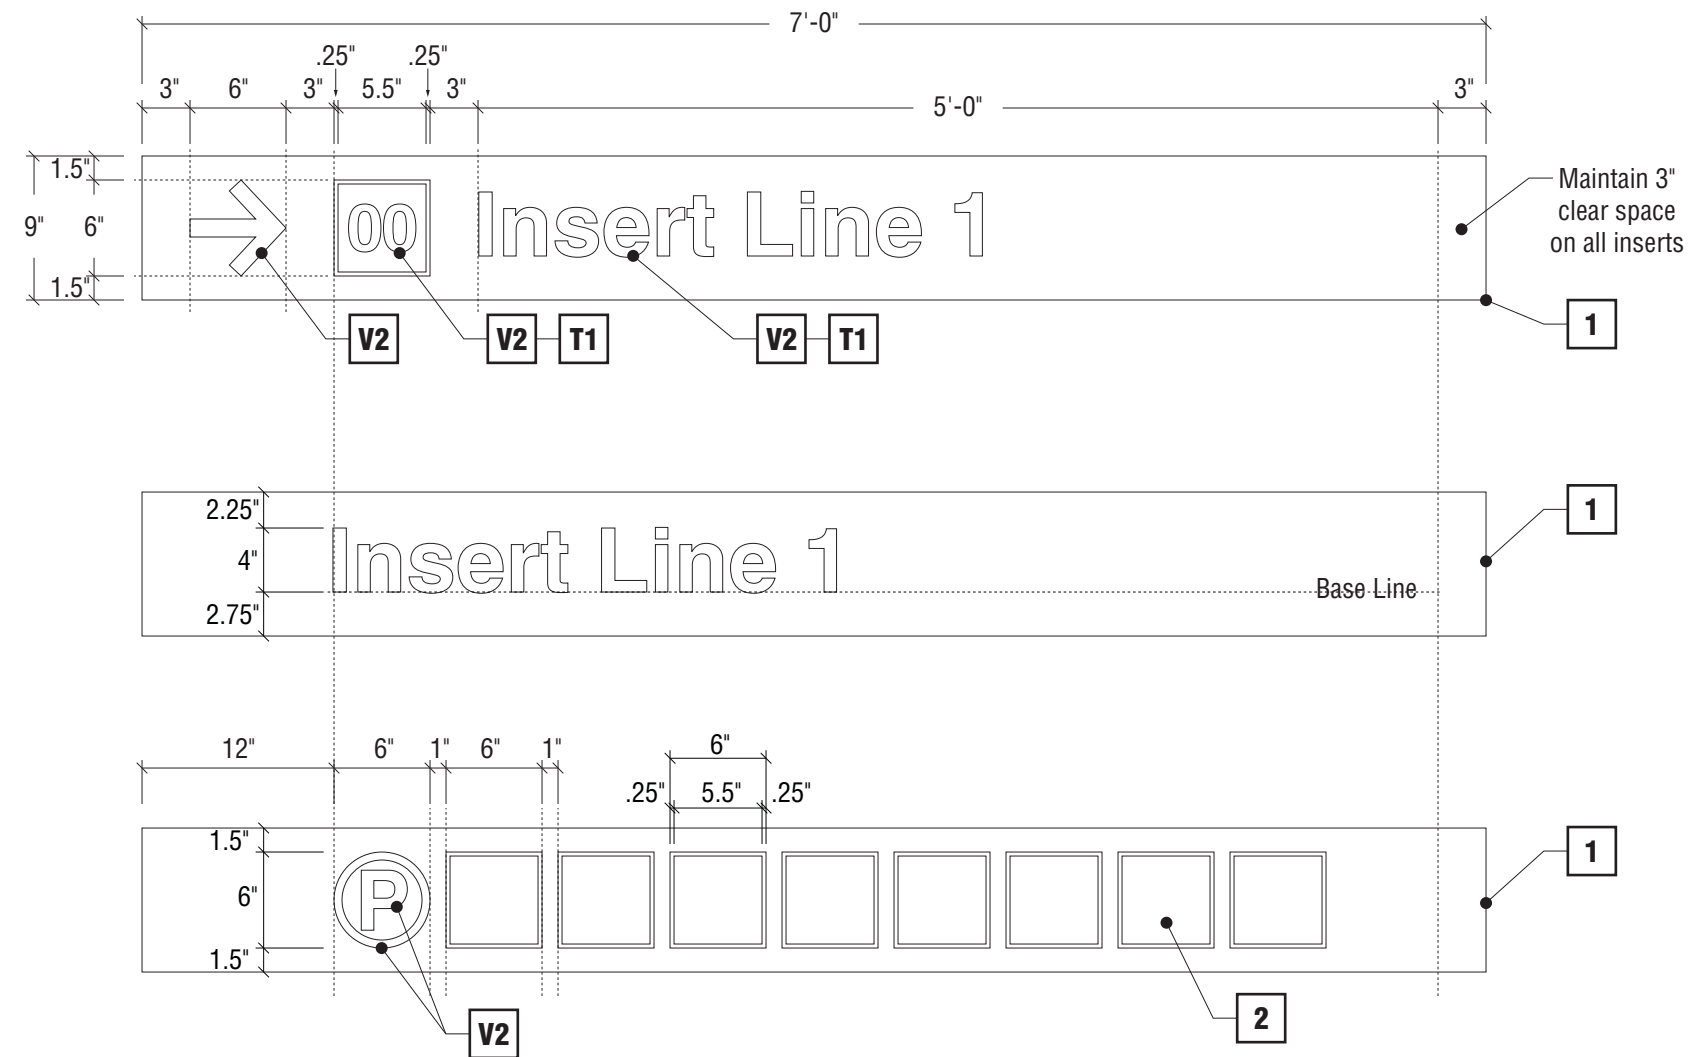 7'-0"
.25" .25"
3" 6" 3" 5.5" 3" 5'-0" 3"
1.5"
9" 6"
1.5"
00 Insert Line 1
Maintain 3"
clear space
on all inserts
V2 V2 T1 V2 T1 1
2.25"
4"
2.75"
Insert Line 1
Base Line
1
12" 6" 1" 6" 1" 6"
.25" 5.5" .25"
1.5"
6"
1.5"
P
1
V2 2